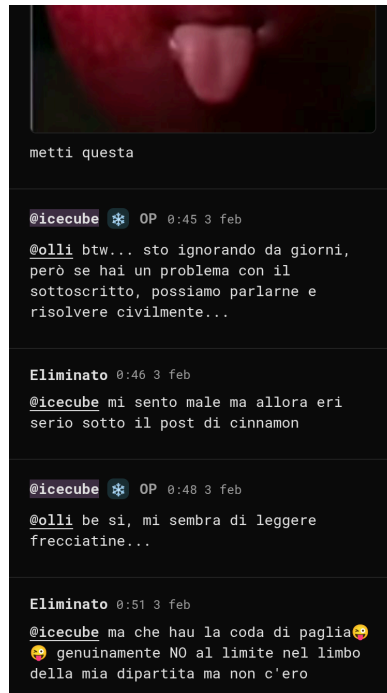 metti questa
@icecube ❄ OP 0:45 3 feb
@olli btw... sto ignorando da giorni,
però se hai un problema con il
sottoscritto, possiamo parlarne e
risolvere civilmente...
Eliminato 0:46 3 feb
@icecube mi sento male ma allora eri
serio sotto il post di cinnamon
@icecube ❄ OP 0:48 3 feb
@olli be si, mi sembra di leggere
frecciatine...
Eliminato 0:51 3 feb
@icecube ma che hau la coda di paglia😜
😜 genuinamente NO al limite nel limbo
della mia dipartita ma non c'ero